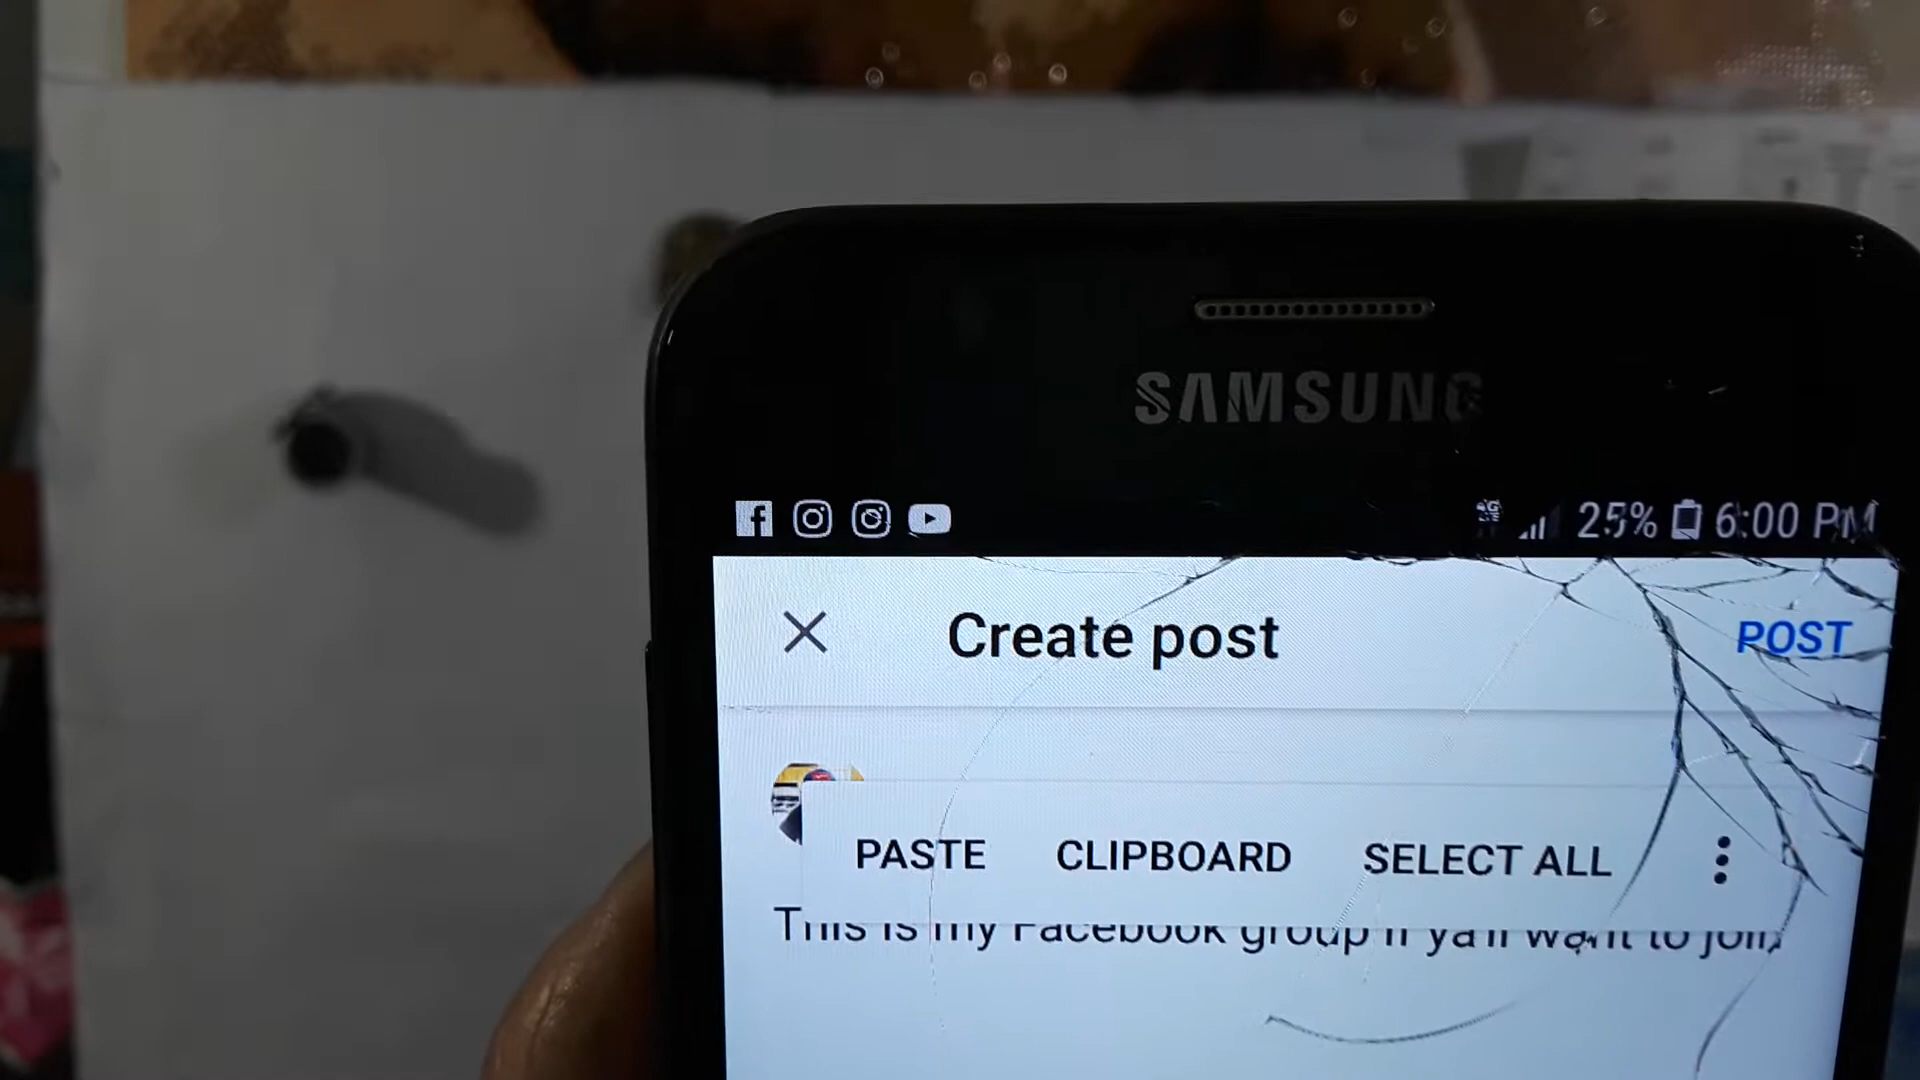 SAMSUNG
25% 6:00 PM
Create post POST
PASTE CLIPBOARD SELECT ALL
This is my Facebook group if ya'll want to join,